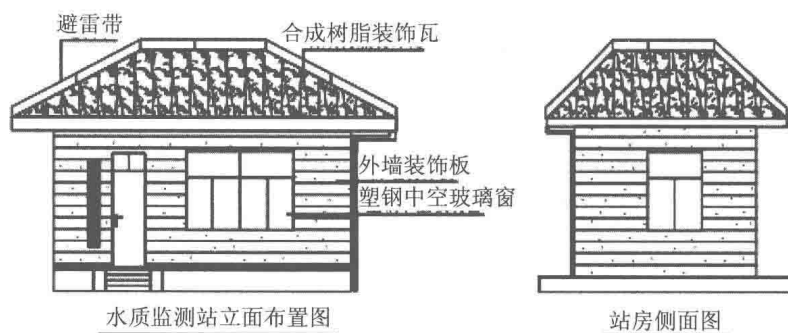 避雷带
合成树脂装饰瓦
外墙装饰板
塑钢中空玻璃窗
水质监测站立面布置图
站房侧面图